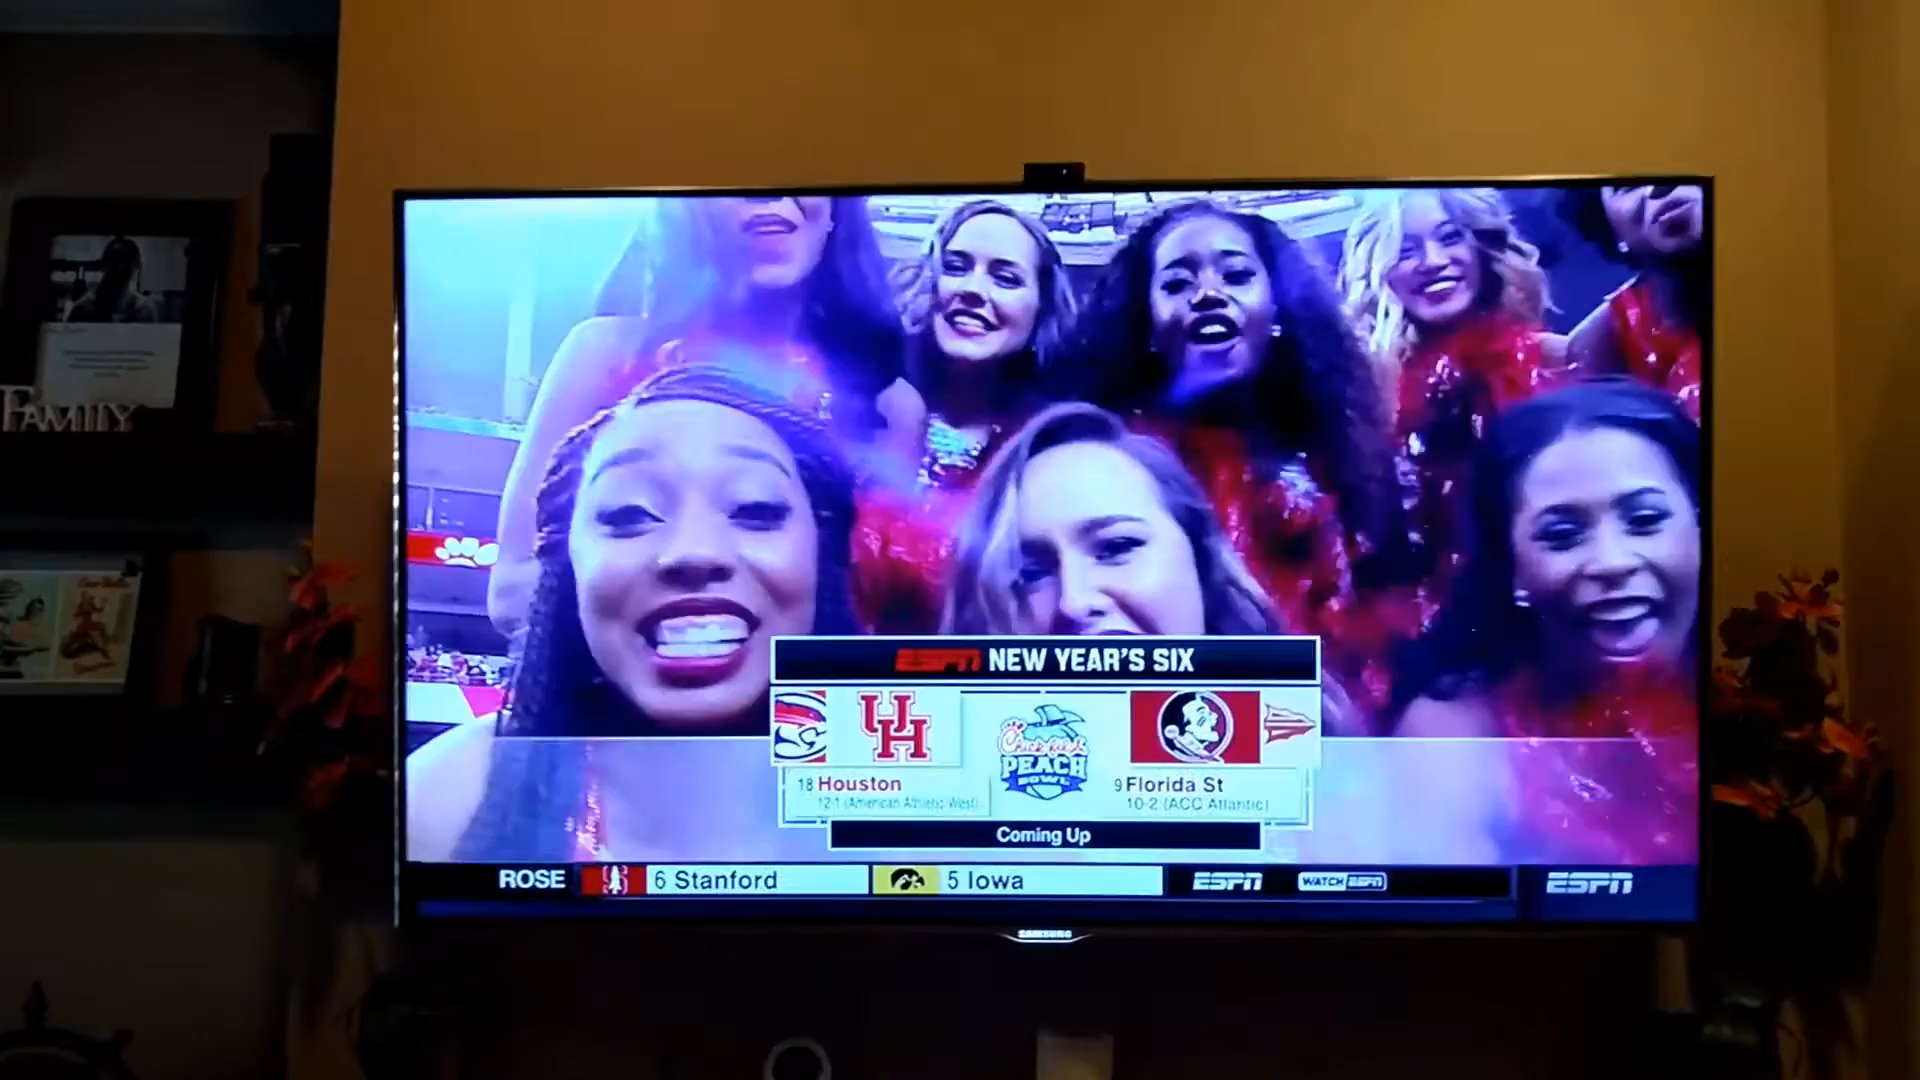 FAMILY
ESPN NEW YEAR'S SIX
UH
Chick-fil-A
PEACH
BOWL
18 Houston
12-1 (American Athletic West)
9 Florida St
10-2 (ACC Atlantic)
Coming Up
ROSE
6 Stanford
5 Iowa
ESPN
WATCH ESPN
ESPN
SAMSUNG